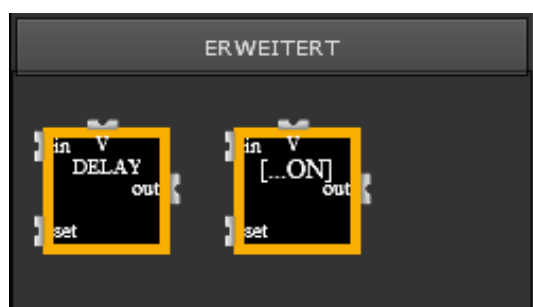 ERWEITERT
in V
DELAY
out
set
in V
[...ON]
out
set